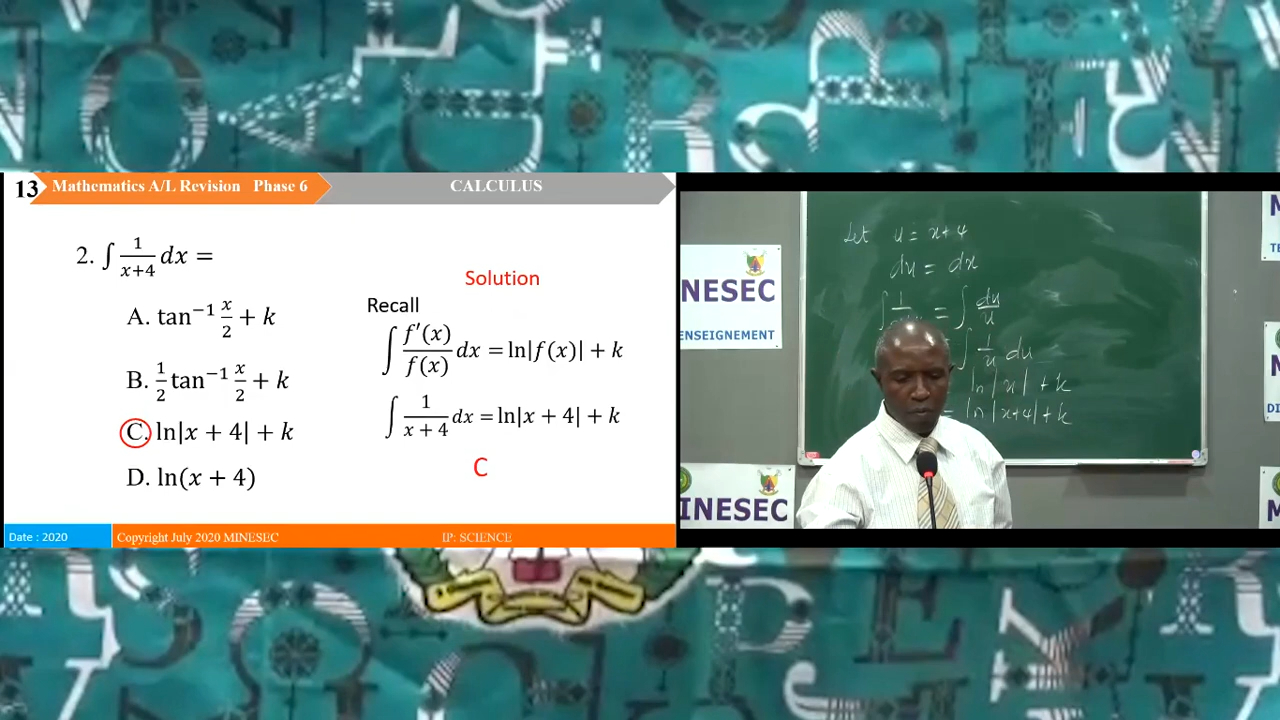 13 Mathematics A/L Revision Phase 6
CALCULUS
2. ∫ 1/(x+4) dx =
A. tan⁻¹ x/2 + k
B. 1/2 tan⁻¹ x/2 + k
C. ln|x + 4| + k
D. ln(x + 4)
Solution
Recall
∫ f'(x)/f(x) dx = ln|f(x)| + k
∫ 1/(x + 4) dx = ln|x + 4| + k
C
Date : 2020
Copyright July 2020 MINESEC
IP: SCIENCE
Let u = x+4
du = dx
= ∫ du/u
∫ 1/u du
ln |u| + k
= ln |x+4| + k
NESEC
ENSEIGNEMENT
INESEC